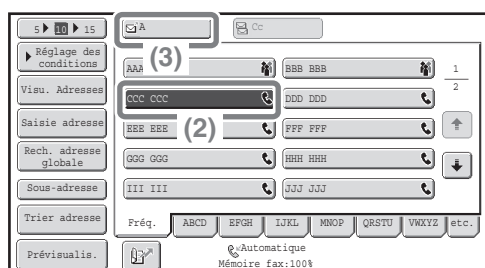 5 10 15
A
Cc
Réglage des
conditions
(3)
AAA
BBB BBB
1
2
Visu. Adresses
CCC CCC
DDD DDD
Saisie adresse
EEE EEE
(2)
FFF FFF
Rech. adresse
globale
GGG GGG
HHH HHH
Sous-adresse
III III
JJJ JJJ
Trier adresse
Fréq.
ABCD
EFGH
IJKL
MNOP
QRSTU
VWXYZ
etc.
Prévisualis.
Automatique
Mémoire fax:100%